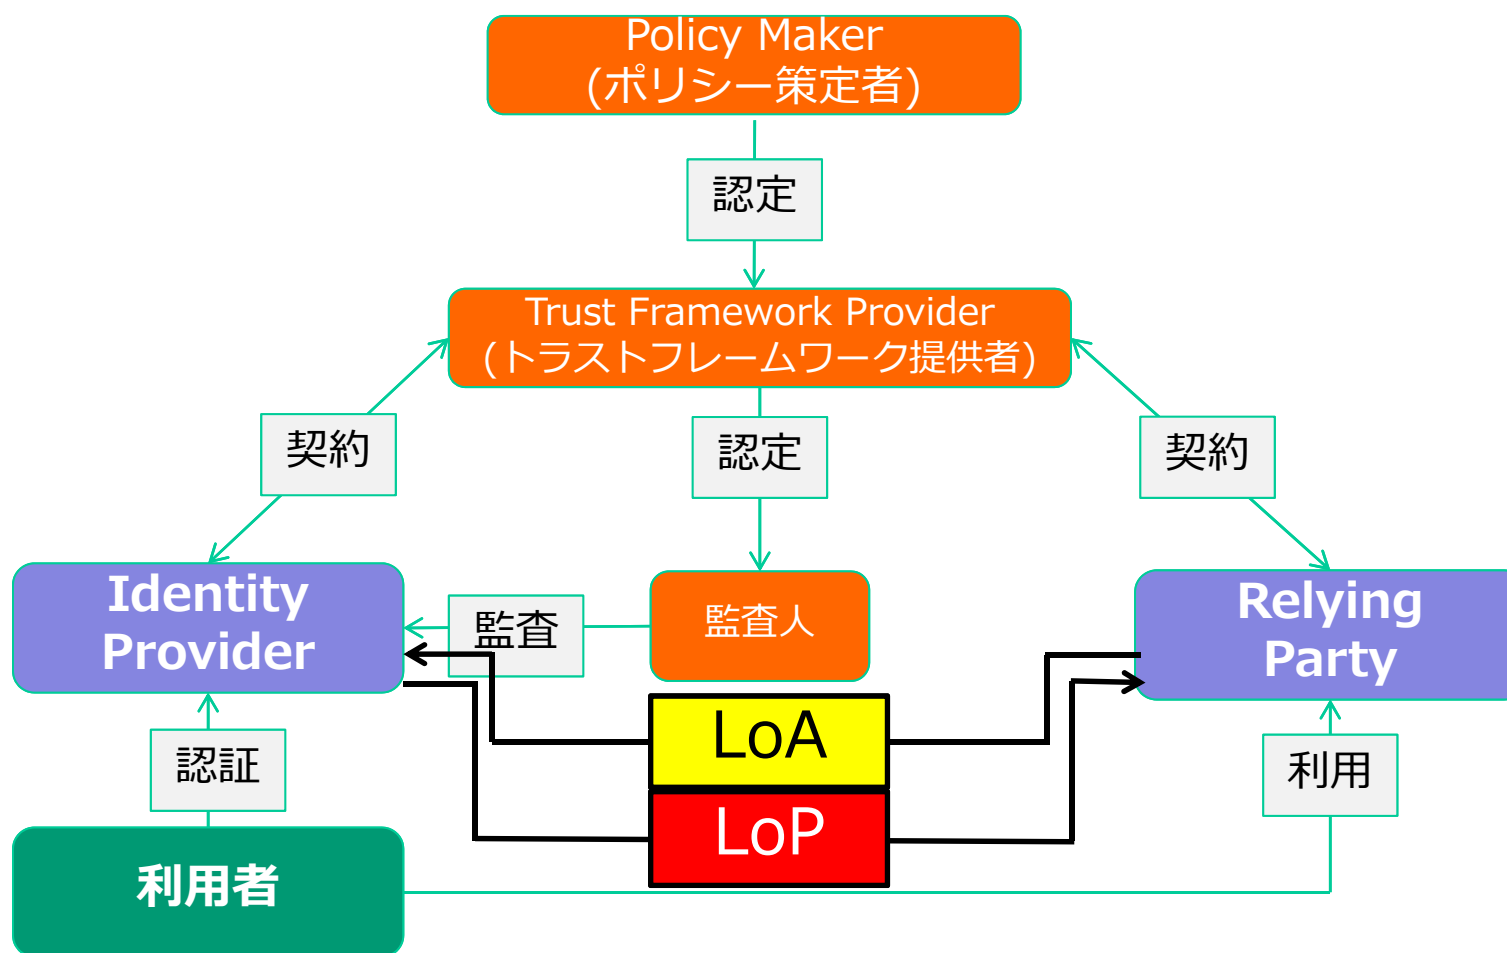 Policy Maker
(ポリシー策定者)
認定
Trust Framework Provider
(トラストフレームワーク提供者)
契約
認定
契約
Identity
Provider
監査
監査人
Relying
Party
LoA
認証
利用
LoP
利用者